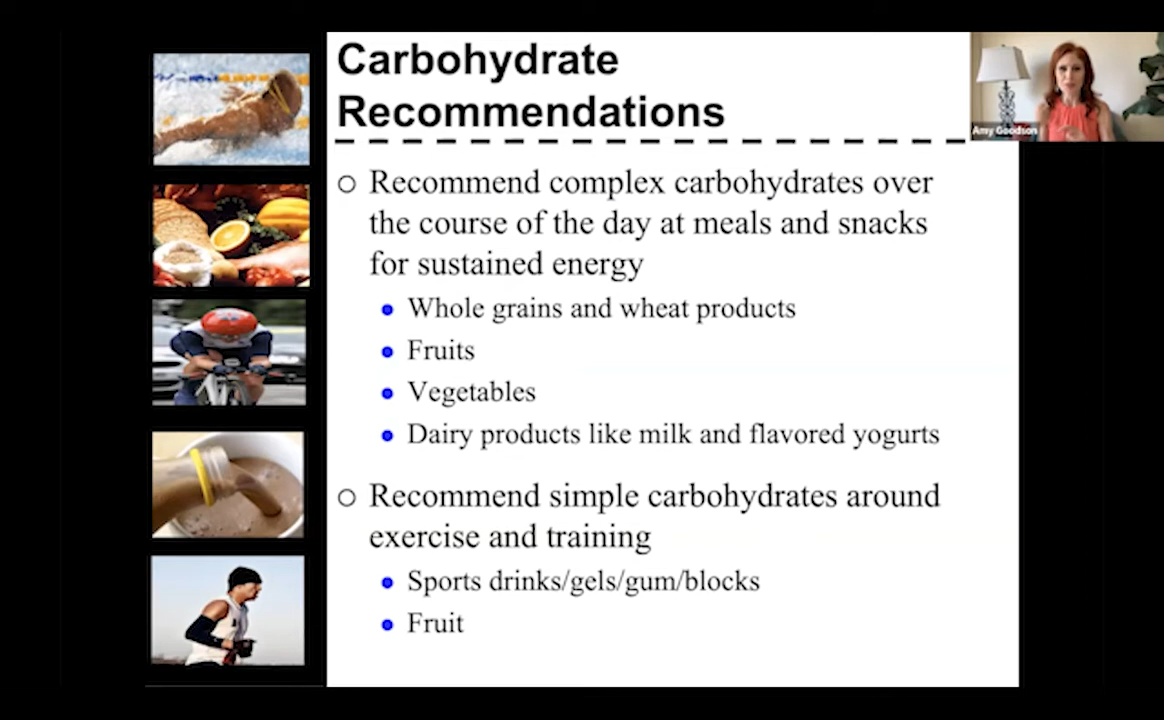 Carbohydrate
Recommendations
Amy Goodson
Recommend complex carbohydrates over
the course of the day at meals and snacks
for sustained energy
Whole grains and wheat products
Fruits
Vegetables
Dairy products like milk and flavored yogurts
Recommend simple carbohydrates around
exercise and training
Sports drinks/gels/gum/blocks
Fruit